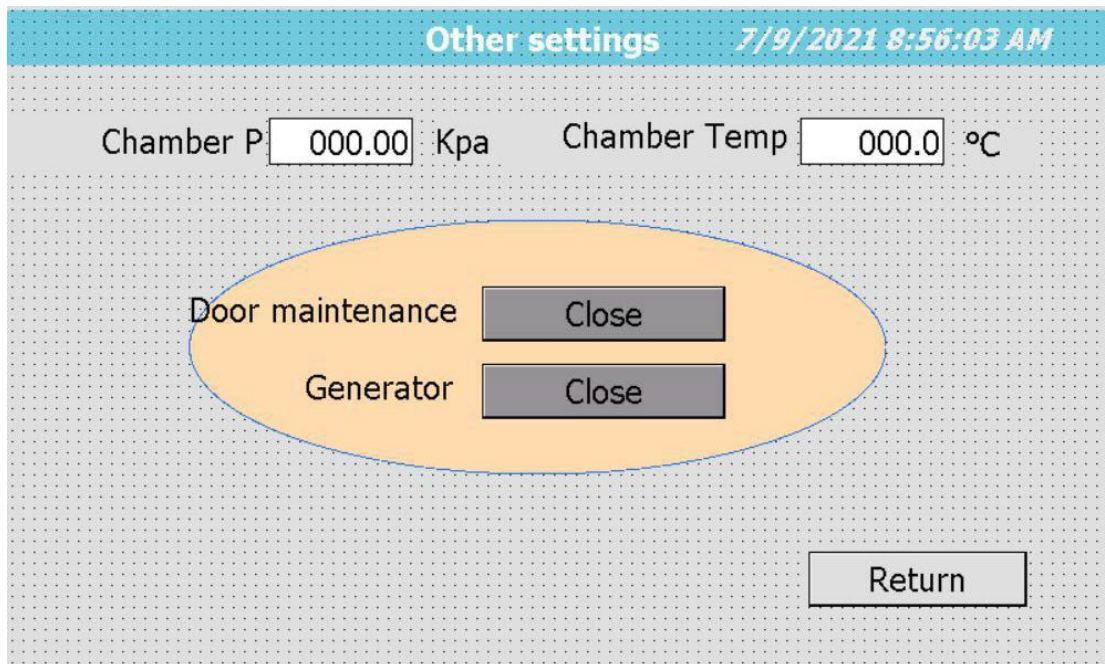 Other settings 7/9/2021 8:56:03 AM
Chamber P 000.00 Kpa Chamber Temp 000.0 °C
Door maintenance Close
Generator Close
Return